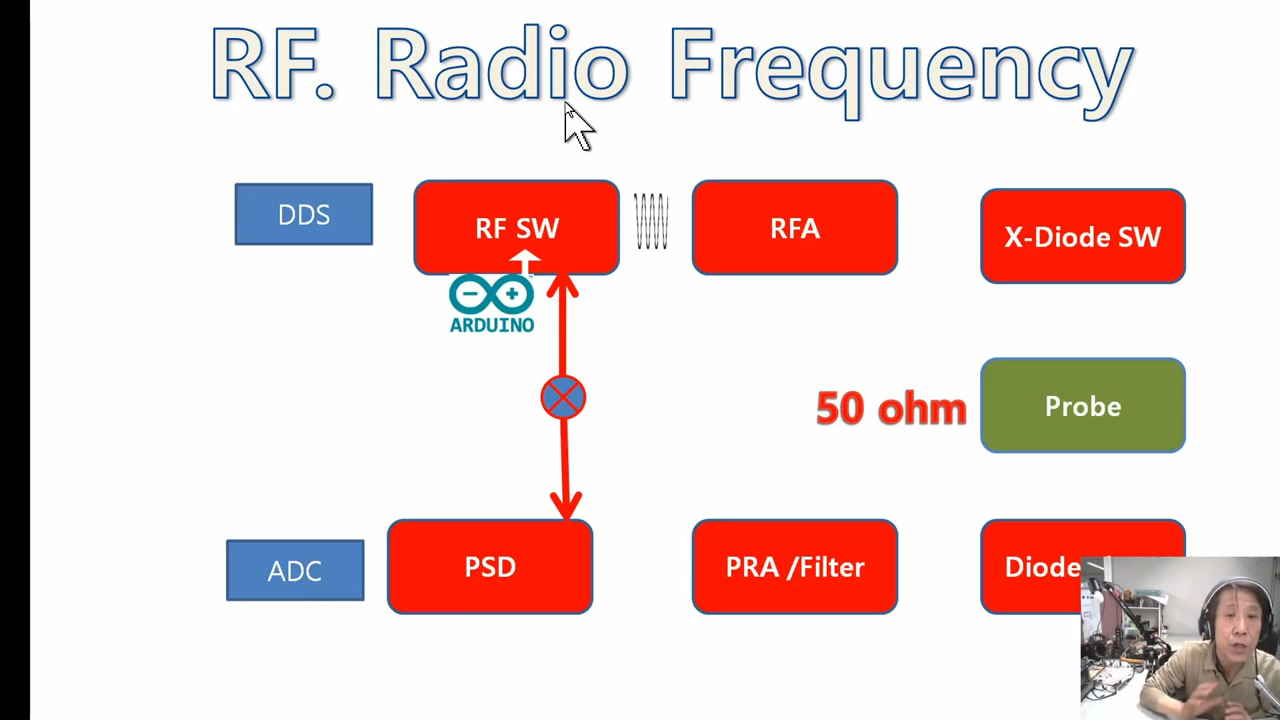 RF. Radio Frequency
DDS
RF SW
RFA
X-Diode SW
ARDUINO
50 ohm
Probe
ADC
PSD
PRA /Filter
Diode